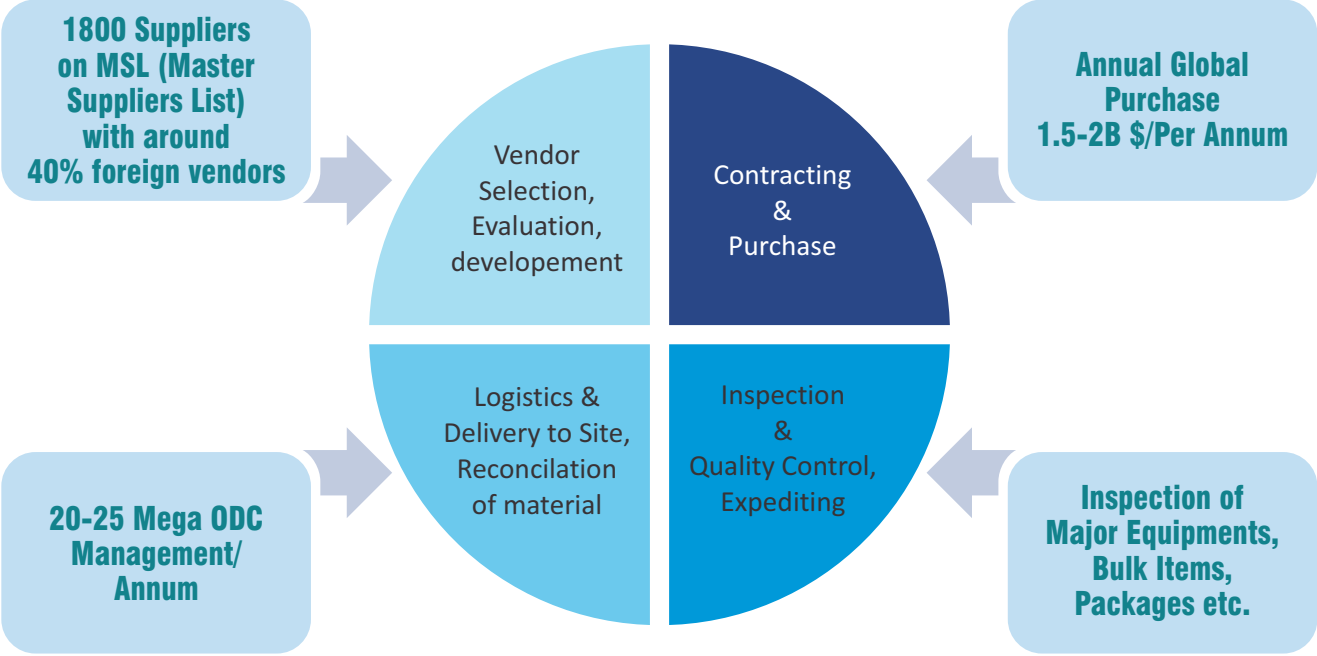 1800 Suppliers
on MSL (Master
Suppliers List)
with around
40% foreign vendors
Vendor
Selection,
Evaluation,
developement
Contracting
&
Purchase
Annual Global
Purchase
1.5-2B $/Per Annum
20-25 Mega ODC
Management/
Annum
Logistics &
Delivery to Site,
Reconcilation
of material
Inspection
&
Quality Control,
Expediting
Inspection of
Major Equipments,
Bulk Items,
Packages etc.